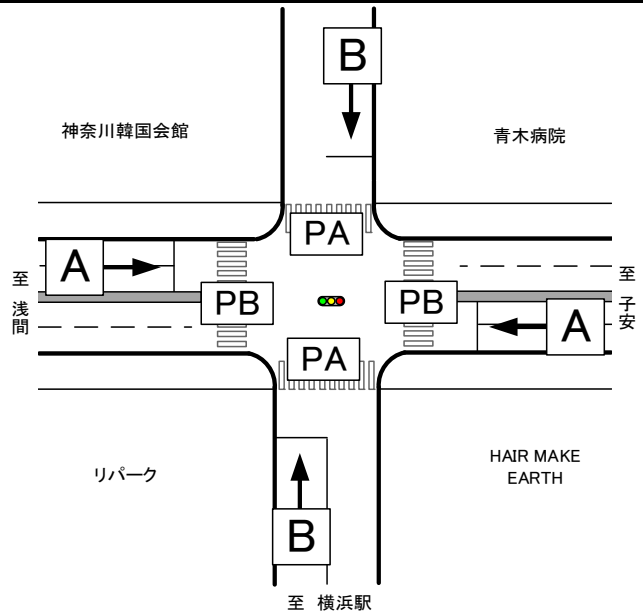 B
神奈川韓国会館
青木病院
PA
A
至 浅間
PB
PB
至 子安
A
PA
リパーク
HAIR MAKE
EARTH
B
至 横浜駅